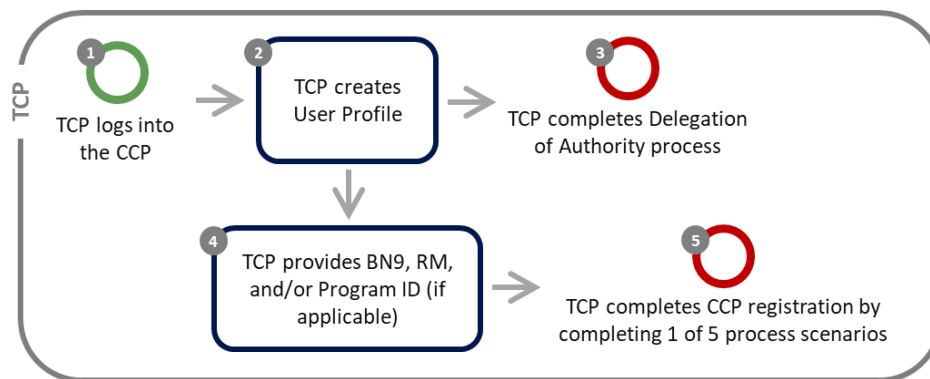 TCP
1
TCP logs into
the CCP
2
TCP creates
User Profile
3
TCP completes Delegation
of Authority process
4
TCP provides BN9, RM,
and/or Program ID (if
applicable)
5
TCP completes CCP registration by
completing 1 of 5 process scenarios